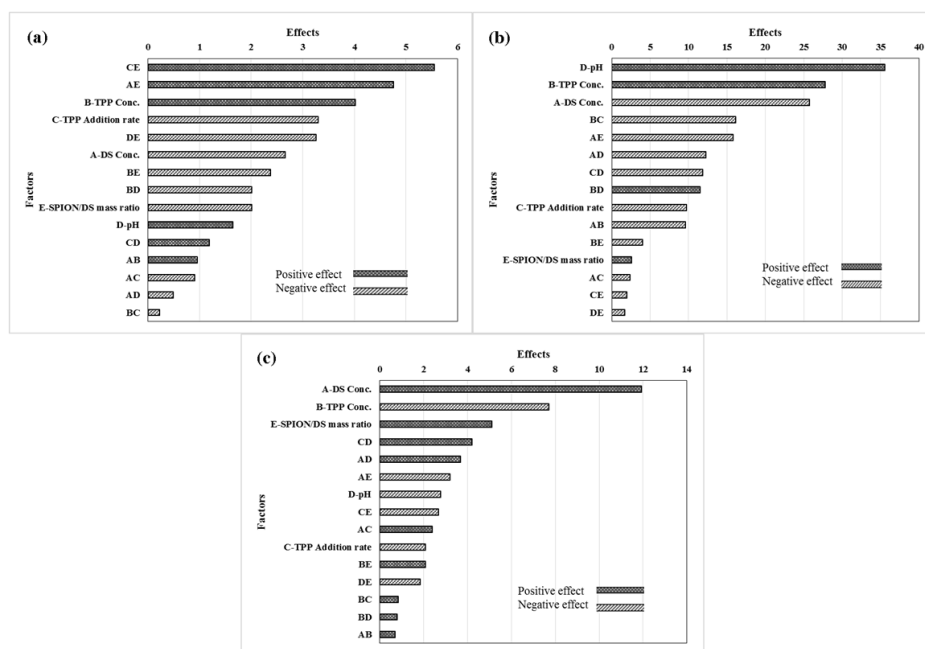 (a)
Effects
0 1 2 3 4 5 6
Factors
CE
AE
B-TPP Conc.
C-TPP Addition rate
DE
A-DS Conc.
BE
BD
E-SPION/DS mass ratio
D-pH
CD
AB
AC
AD
BC
Positive effect
Negative effect
(b)
Effects
0 5 10 15 20 25 30 35 40
Factors
D-pH
B-TPP Conc.
A-DS Conc.
BC
AE
AD
CD
BD
C-TPP Addition rate
AB
BE
E-SPION/DS mass ratio
AC
CE
DE
Positive effect
Negative effect
(c)
Effects
0 2 4 6 8 10 12 14
Factors
A-DS Conc.
B-TPP Conc.
E-SPION/DS mass ratio
CD
AD
AE
D-pH
CE
AC
C-TPP Addition rate
BE
DE
BC
BD
AB
Positive effect
Negative effect